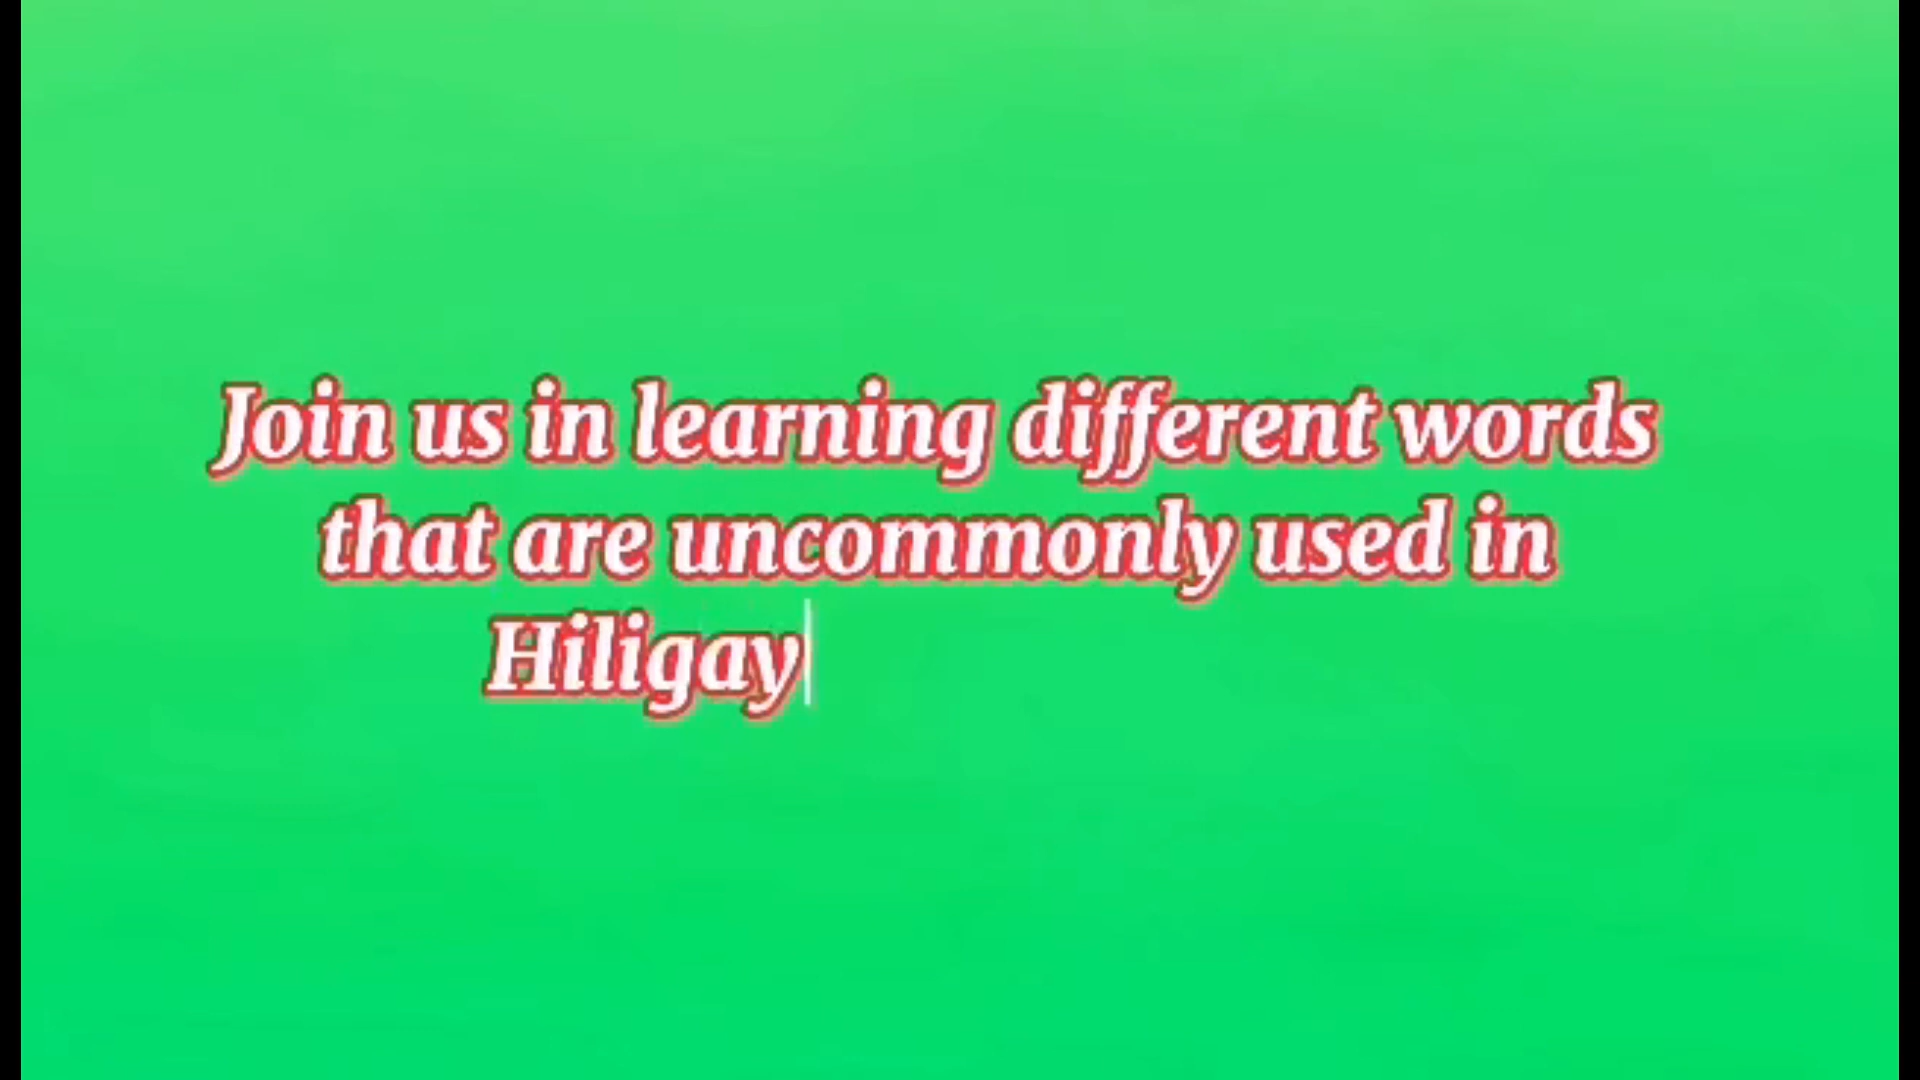 Join us in learning different words
that are uncommonly used in
Hiligay